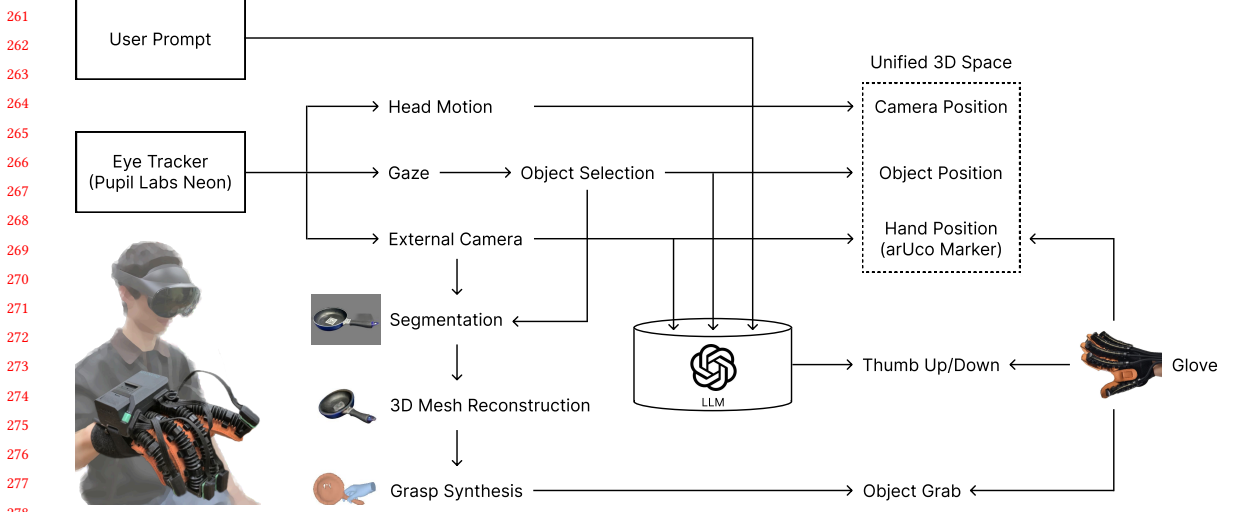 261
262
263
264
265
266
267
268
269
270
271
272
273
274
275
276
277
278
User Prompt
Unified 3D Space
Head Motion
Camera Position
Eye Tracker
(Pupil Labs Neon)
Gaze
Object Selection
Object Position
External Camera
Hand Position
(arUco Marker)
Segmentation
LLM
Thumb Up/Down
Glove
3D Mesh Reconstruction
Grasp Synthesis
Object Grab